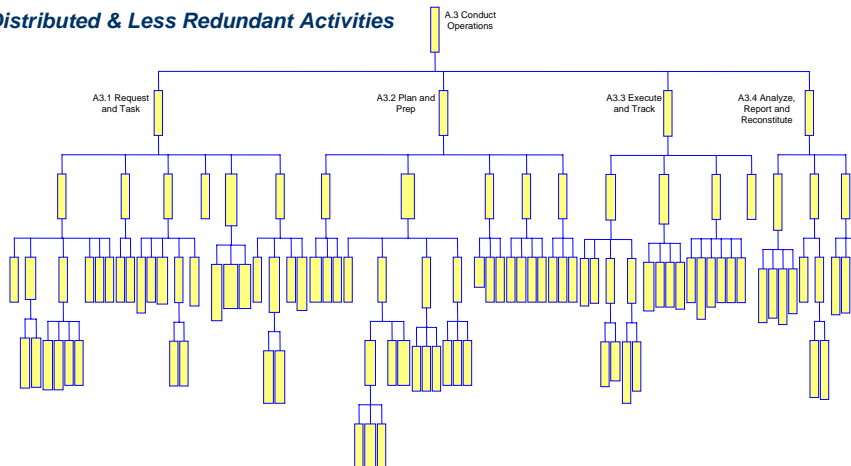 Distributed & Less Redundant Activities
A.3 Conduct
Operations
A3.1 Request
and Task
A3.2 Plan and
Prep
A3.3 Execute
and Track
A3.4 Analyze,
Report and
Reconstitute